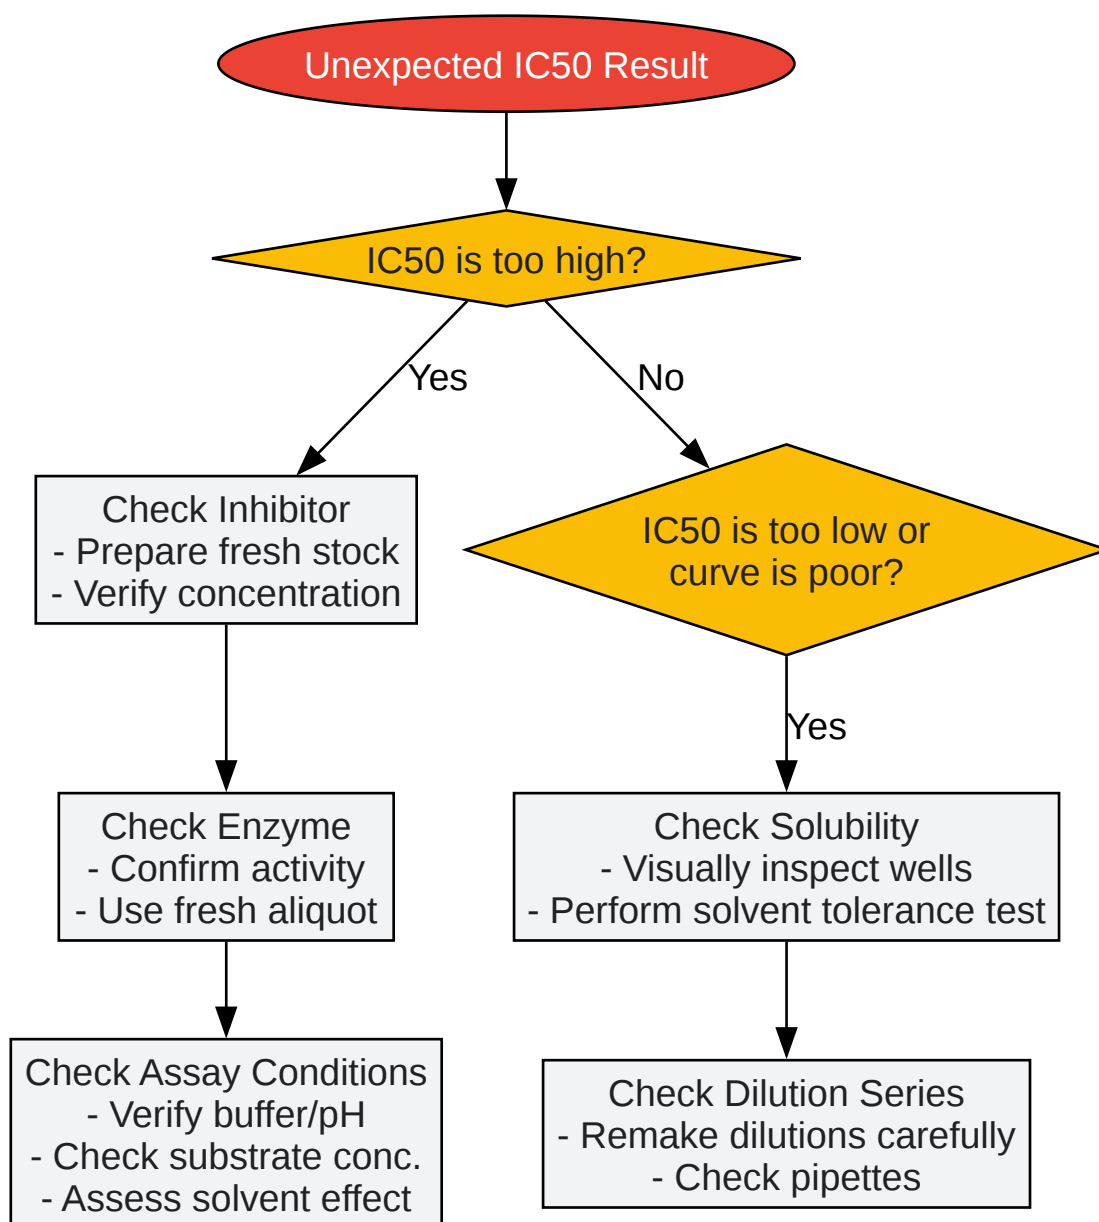 Unexpected IC50 Result
IC50 is too high?
Yes
No
Check Inhibitor
- Prepare fresh stock
- Verify concentration
IC50 is too low or
curve is poor?
Yes
Check Enzyme
- Confirm activity
- Use fresh aliquot
Check Solubility
- Visually inspect wells
- Perform solvent tolerance test
Check Assay Conditions
- Verify buffer/pH
- Check substrate conc.
- Assess solvent effect
Check Dilution Series
- Remake dilutions carefully
- Check pipettes